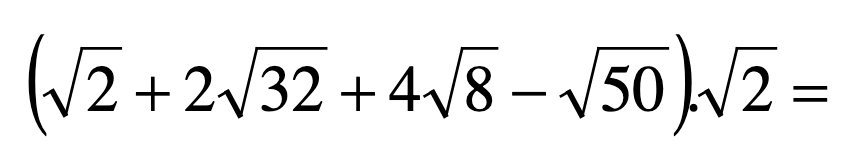 (√2 + 2√32 + 4√8 − √50).√2 =